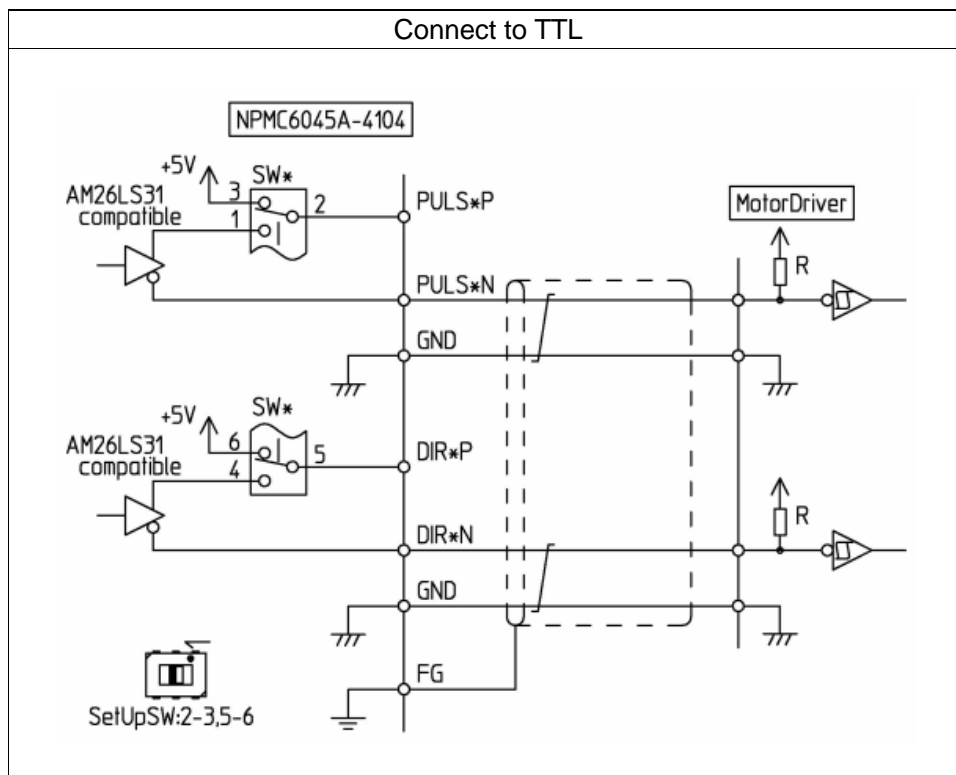 Connect to TTL
NPMC6045A-4104
+5V
SW*
AM26LS31
compatible
3
2
1
PULS*P
MotorDriver
R
PULS*N
GND
+5V
SW*
AM26LS31
compatible
6
5
4
DIR*P
R
DIR*N
GND
FG
SetUpSW:2-3,5-6